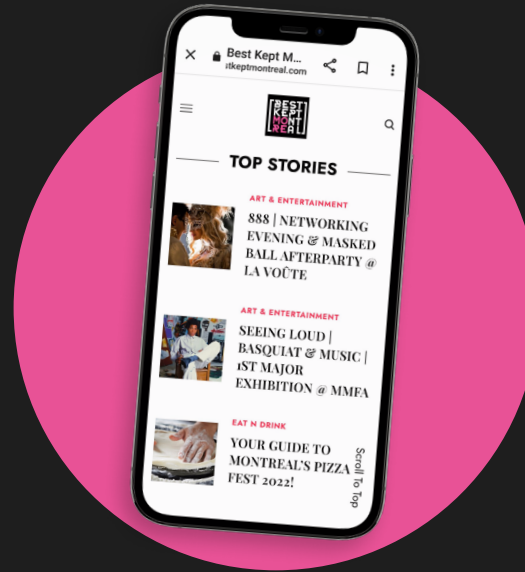 Best Kept M...
stkeptmontreal.com
BEST
KEPT
MONT
REAL
TOP STORIES
ART & ENTERTAINMENT
888 | NETWORKING
EVENING & MASKED
BALL AFTERPARTY @
LA VOÛTE
ART & ENTERTAINMENT
SEEING LOUD |
BASQUIAT & MUSIC |
1ST MAJOR
EXHIBITION @ MMFA
EAT N DRINK
YOUR GUIDE TO
MONTREAL'S PIZZA
FEST 2022!
Scroll To Top